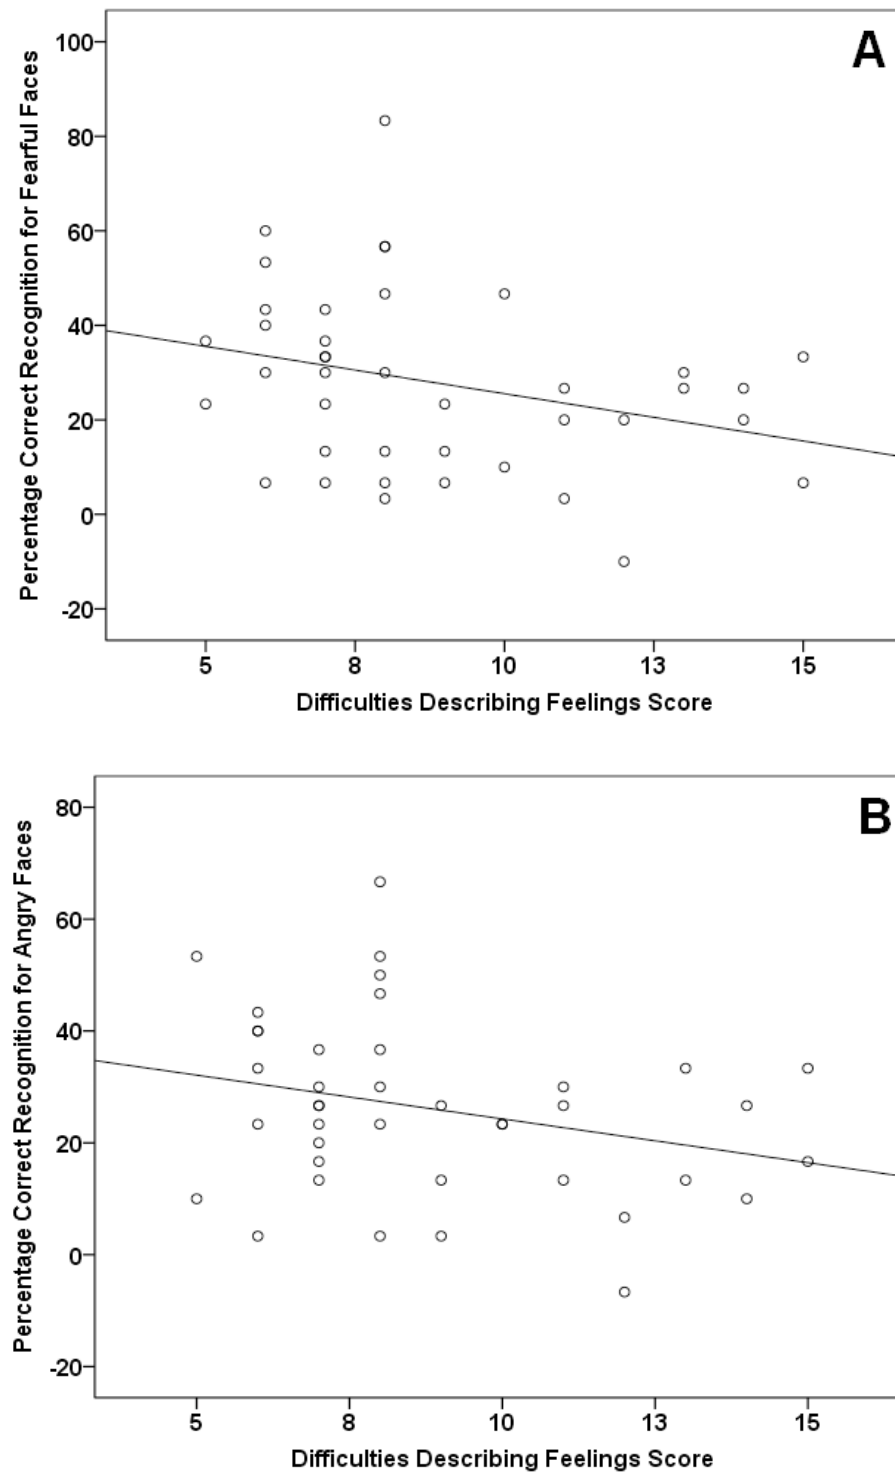 A
Percentage Correct Recognition for Fearful Faces
100
80
60
40
20
0
-20
5 8 10 13 15
Difficulties Describing Feelings Score
B
Percentage Correct Recognition for Angry Faces
80
60
40
20
0
-20
5 8 10 13 15
Difficulties Describing Feelings Score